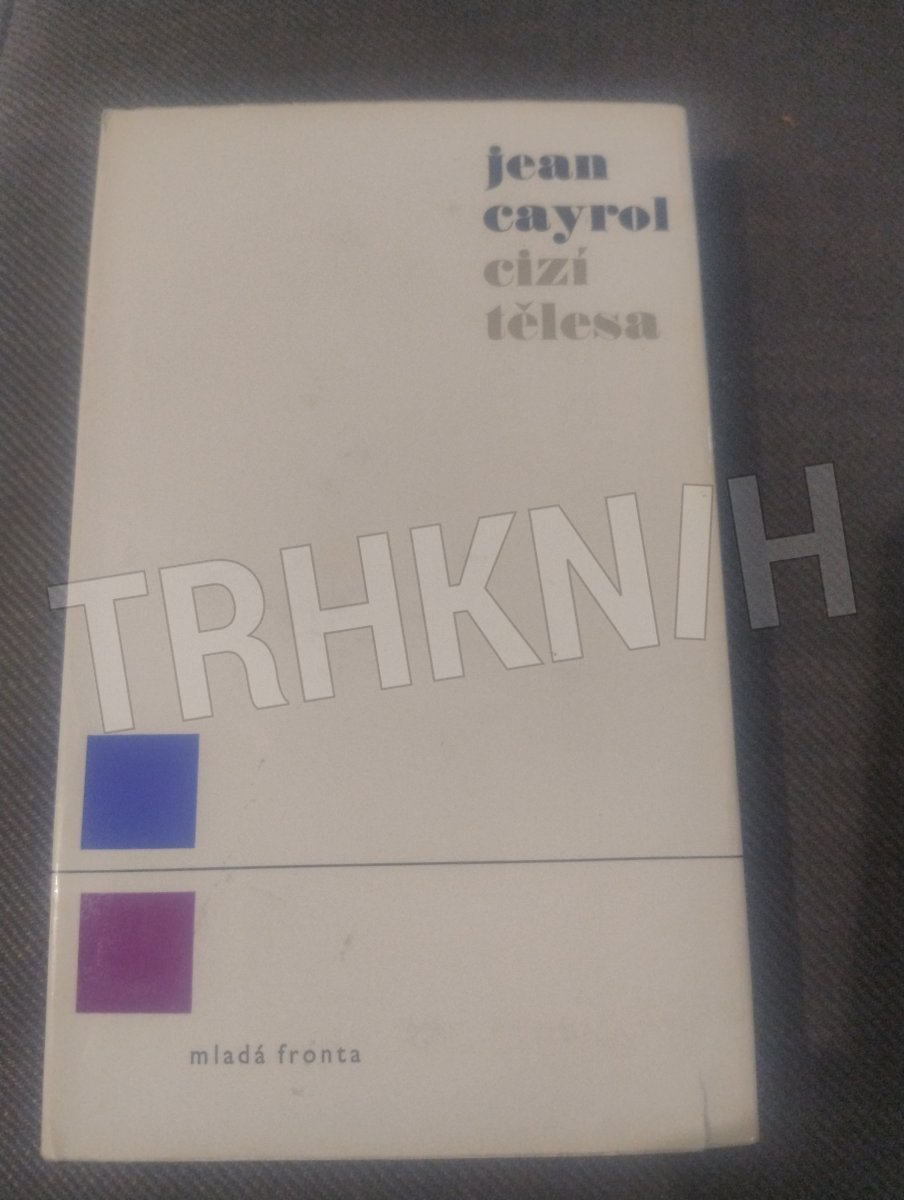 jean
cayrol
cizí
tělesa
TRHKNIH
mladá fronta